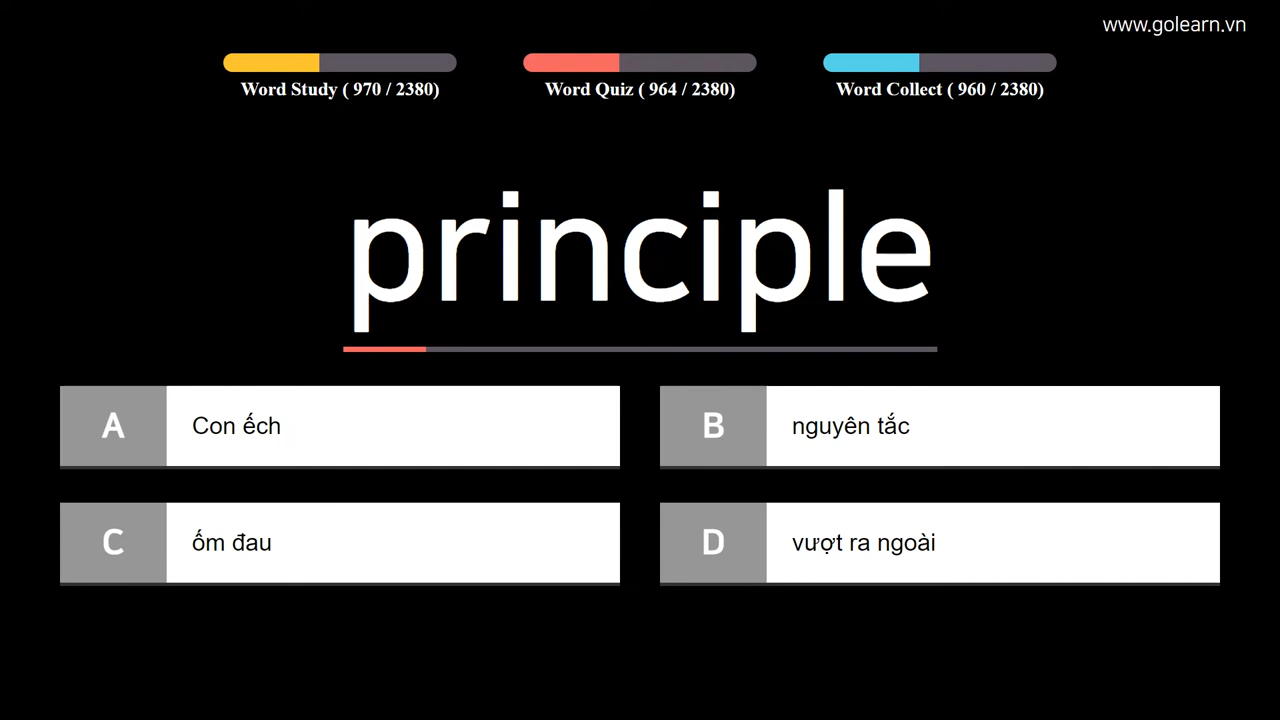 www.golearn.vn
Word Study ( 970 / 2380)
Word Quiz ( 964 / 2380)
Word Collect ( 960 / 2380)
principle
A Con ếch
B nguyên tắc
C ốm đau
D vượt ra ngoài